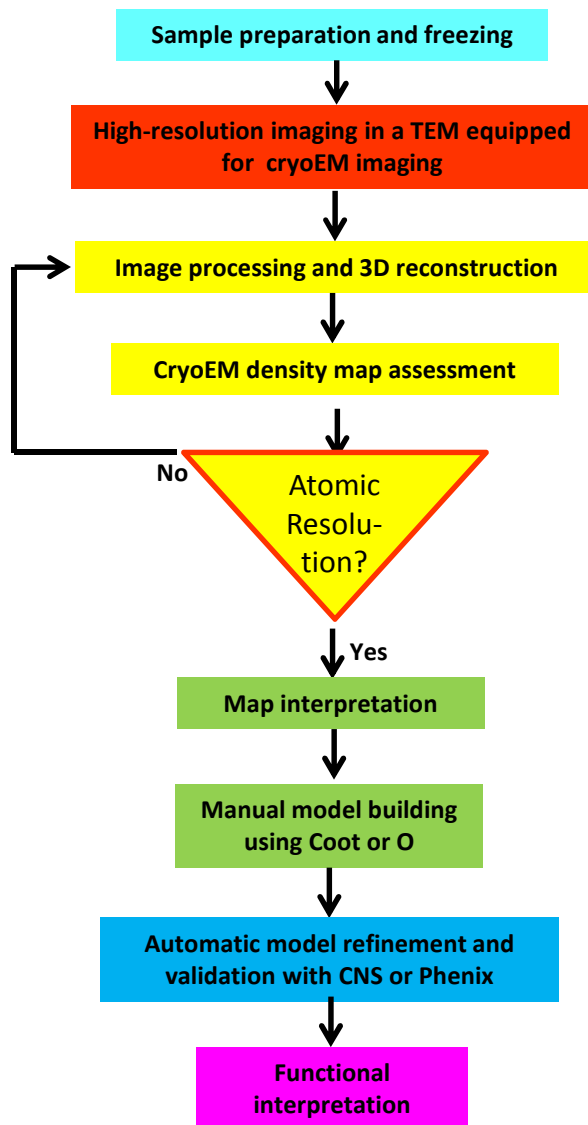 Sample preparation and freezing
High-resolution imaging in a TEM equipped
for cryoEM imaging
Image processing and 3D reconstruction
CryoEM density map assessment
No
Atomic
Resolu-
tion?
Yes
Map interpretation
Manual model building
using Coot or O
Automatic model refinement and
validation with CNS or Phenix
Functional
interpretation